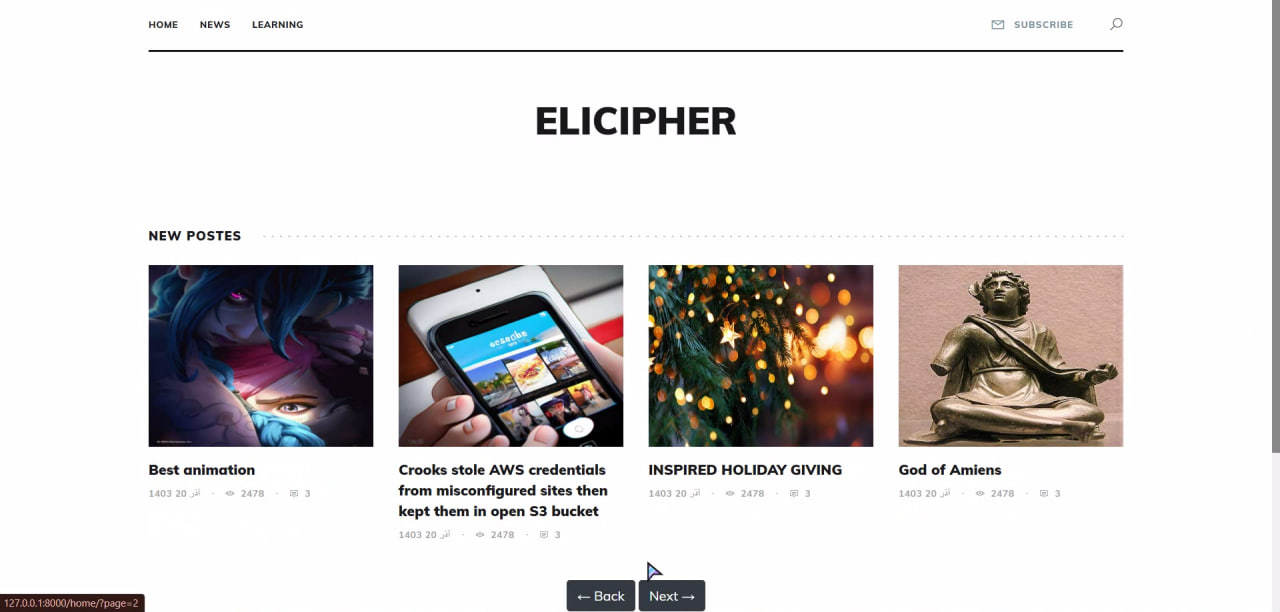 HOME NEWS LEARNING SUBSCRIBE
ELICIPHER
NEW POSTES
Best animation
1403 20 آذر · 2478 · 3
Crooks stole AWS credentials
from misconfigured sites then
kept them in open S3 bucket
1403 20 آذر · 2478 · 3
INSPIRED HOLIDAY GIVING
1403 20 آذر · 2478 · 3
God of Amiens
1403 20 آذر · 2478 · 3
← Back Next →
127.0.0.1:8000/home/?page=2